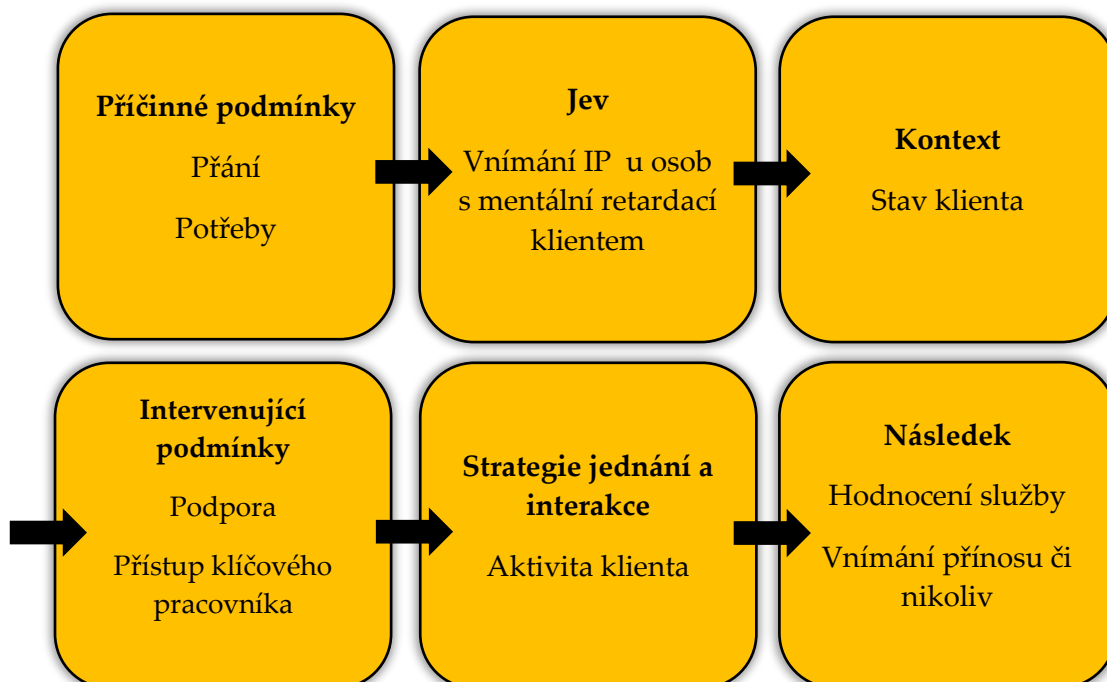 Příčinné podmínky
Přání
Potřeby
Jev
Vnímání IP u osob
s mentální retardací
klientem
Kontext
Stav klienta
Intervenující
podmínky
Podpora
Přístup klíčového
pracovníka
Strategie jednání a
interakce
Aktivita klienta
Následek
Hodnocení služby
Vnímání přínosu či
nikoliv